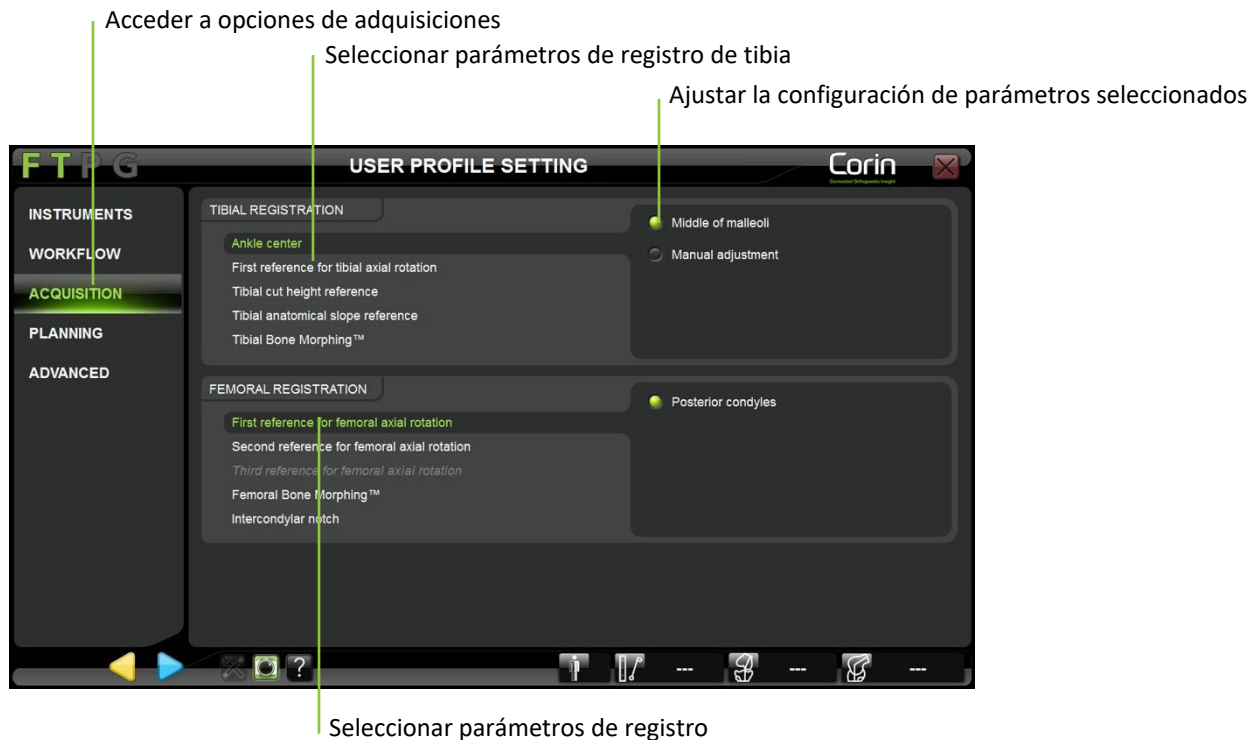 Acceder a opciones de adquisiciones
Seleccionar parámetros de registro de tibia
Ajustar la configuración de parámetros seleccionados
F T P G
USER PROFILE SETTING
Corin
Connected Orthopaedic Insight
INSTRUMENTS
WORKFLOW
ACQUISITION
PLANNING
ADVANCED
TIBIAL REGISTRATION
Ankle center
First reference for tibial axial rotation
Tibial cut height reference
Tibial anatomical slope reference
Tibial Bone Morphing™
Middle of malleoli
Manual adjustment
FEMORAL REGISTRATION
First reference for femoral axial rotation
Second reference for femoral axial rotation
Third reference for femoral axial rotation
Femoral Bone Morphing™
Intercondylar notch
Posterior condyles
? --- --- ---
Seleccionar parámetros de registro